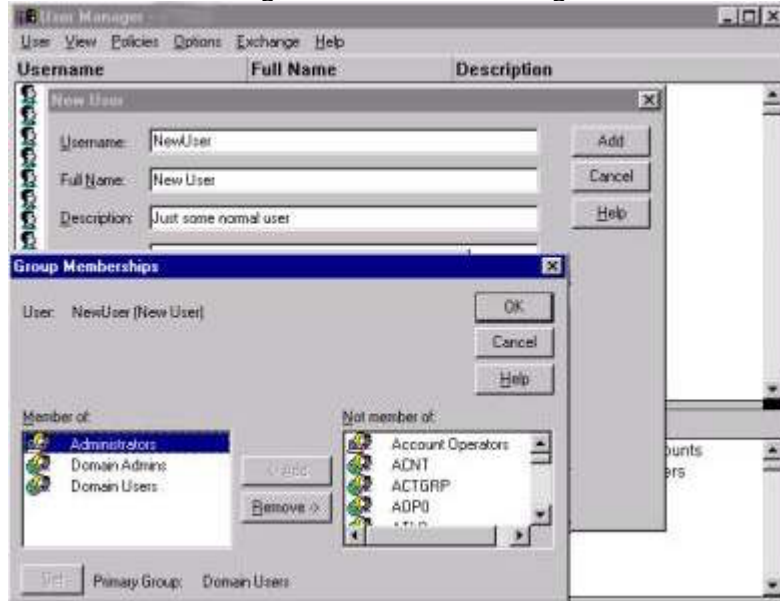 User Manager
User View Policies Options Exchange Help
Username Full Name Description
New User
Username: NewUser
Add
Full Name: New User
Cancel
Description: Just some normal user
Help
Group Memberships
User: NewUser (New User)
OK
Cancel
Help
Member of: Not member of:
Administrators Account Operators
Domain Admins ACNT
Domain Users ACTGRP
ADP0
<- Add
Remove ->
Set Primary Group: Domain Users